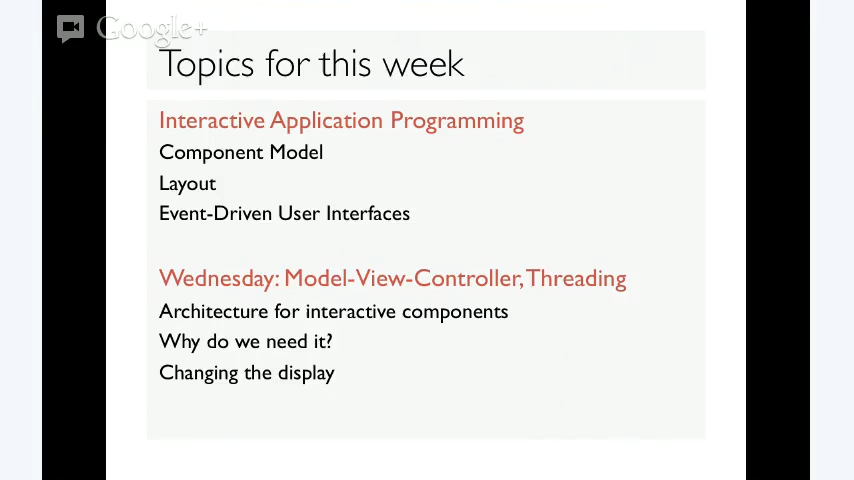 Google+
Topics for this week
Interactive Application Programming
Component Model
Layout
Event-Driven User Interfaces
Wednesday: Model-View-Controller, Threading
Architecture for interactive components
Why do we need it?
Changing the display